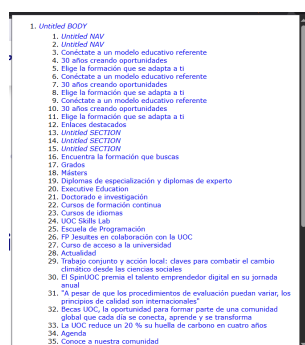 1. Untitled BODY
1. Untitled NAV
2. Untitled NAV
3. Conéctate a un modelo educativo referente
4. 30 años creando oportunidades
5. Elige la formación que se adapta a ti
6. Conéctate a un modelo educativo referente
7. 30 años creando oportunidades
8. Elige la formación que se adapta a ti
9. Conéctate a un modelo educativo referente
10. 30 años creando oportunidades
11. Elige la formación que se adapta a ti
12. Enlaces destacados
13. Untitled SECTION
14. Untitled SECTION
15. Untitled SECTION
16. Encuentra la formación que buscas
17. Grados
18. Másters
19. Diplomas de especialización y diplomas de experto
20. Executive Education
21. Doctorado e investigación
22. Cursos de formación continua
23. Cursos de idiomas
24. UOC Skills Lab
25. Escuela de Programación
26. FP Jesuïtes en colaboración con la UOC
27. Curso de acceso a la universidad
28. Actualidad
29. Trabajo conjunto y acción local: claves para combatir el cambio
climático desde las ciencias sociales
30. El SpinUOC premia el talento emprendedor digital en su jornada
anual
31. "A pesar de que los procedimientos de evaluación puedan variar, los
principios de calidad son internacionales"
32. Becas UOC, la oportunidad para formar parte de una comunidad
global que cada día se conecta, aprende y se transforma
33. La UOC reduce un 20 % su huella de carbono en cuatro años
34. Agenda
35. Conoce a nuestra comunidad